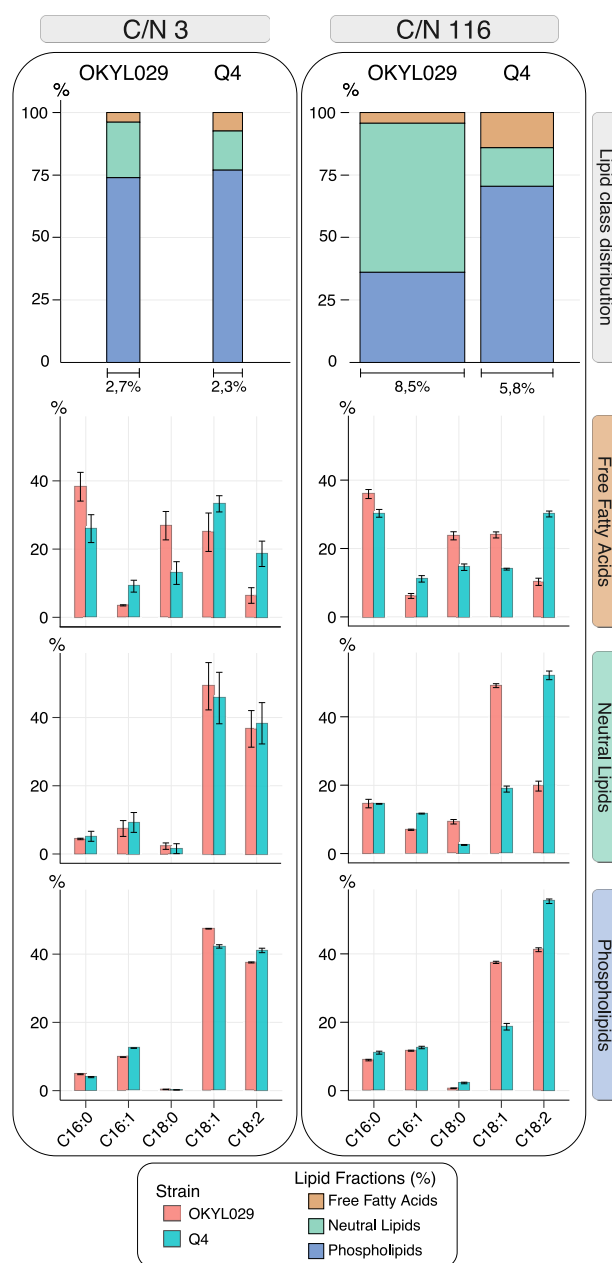 C/N 3
C/N 116
OKYL029 Q4
OKYL029 Q4
%
100
75
50
25
0
2,7% 2,3%
%
100
75
50
25
0
8,5% 5,8%
Lipid class distribution
%
40
20
0
%
40
20
0
Free Fatty Acids
%
40
20
0
%
40
20
0
Neutral Lipids
%
40
20
0
C16:0 C16:1 C18:0 C18:1 C18:2
%
40
20
0
C16:0 C16:1 C18:0 C18:1 C18:2
Phospholipids
Strain
OKYL029
Q4
Lipid Fractions (%)
Free Fatty Acids
Neutral Lipids
Phospholipids